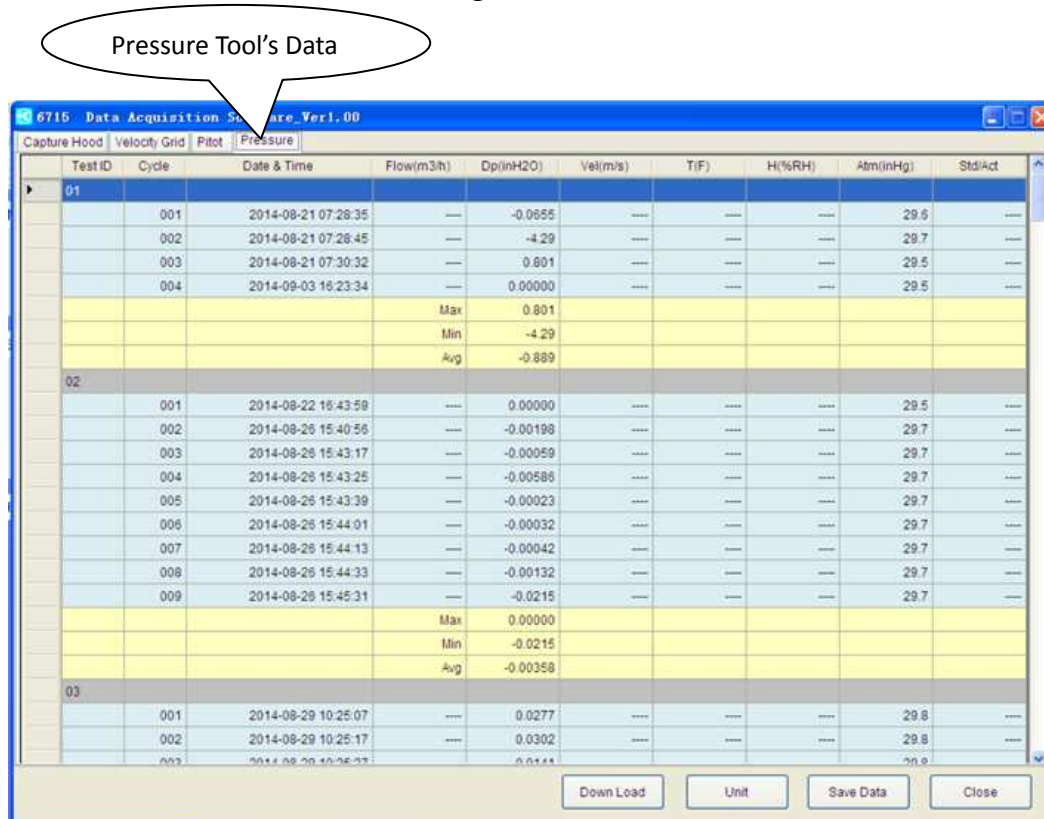 Pressure Tool's Data
6715 Data Acquisition Software_Ver1.00
Capture Hood Velocity Grid Pitot Pressure
Test ID Cycle Date & Time Flow(m3/h) Dp(inH2O) Vel(m/s) T(F) H(%RH) Atm(inHg) Std/Act
01
001 2014-08-21 07:28:35 ---- -0.0655 ---- ---- ---- 29.6 ----
002 2014-08-21 07:28:45 ---- -4.29 ---- ---- ---- 29.7 ----
003 2014-08-21 07:30:32 ---- 0.801 ---- ---- ---- 29.5 ----
004 2014-09-03 16:23:34 ---- 0.00000 ---- ---- ---- 29.5 ----
Max 0.801
Min -4.29
Avg -0.889
02
001 2014-08-22 16:43:59 ---- 0.00000 ---- ---- ---- 29.5 ----
002 2014-08-26 15:40:56 ---- -0.00198 ---- ---- ---- 29.7 ----
003 2014-08-26 15:43:17 ---- -0.00059 ---- ---- ---- 29.7 ----
004 2014-08-26 15:43:25 ---- -0.00586 ---- ---- ---- 29.7 ----
005 2014-08-26 15:43:39 ---- -0.00023 ---- ---- ---- 29.7 ----
006 2014-08-26 15:44:01 ---- -0.00032 ---- ---- ---- 29.7 ----
007 2014-08-26 15:44:13 ---- -0.00042 ---- ---- ---- 29.7 ----
008 2014-08-26 15:44:33 ---- -0.00132 ---- ---- ---- 29.7 ----
009 2014-08-26 15:45:31 ---- -0.0215 ---- ---- ---- 29.7 ----
Max 0.00000
Min -0.0215
Avg -0.00358
03
001 2014-08-29 10:25:07 ---- 0.0277 ---- ---- ---- 29.8 ----
002 2014-08-29 10:25:17 ---- 0.0302 ---- ---- ---- 29.8 ----
Down Load Unit Save Data Close